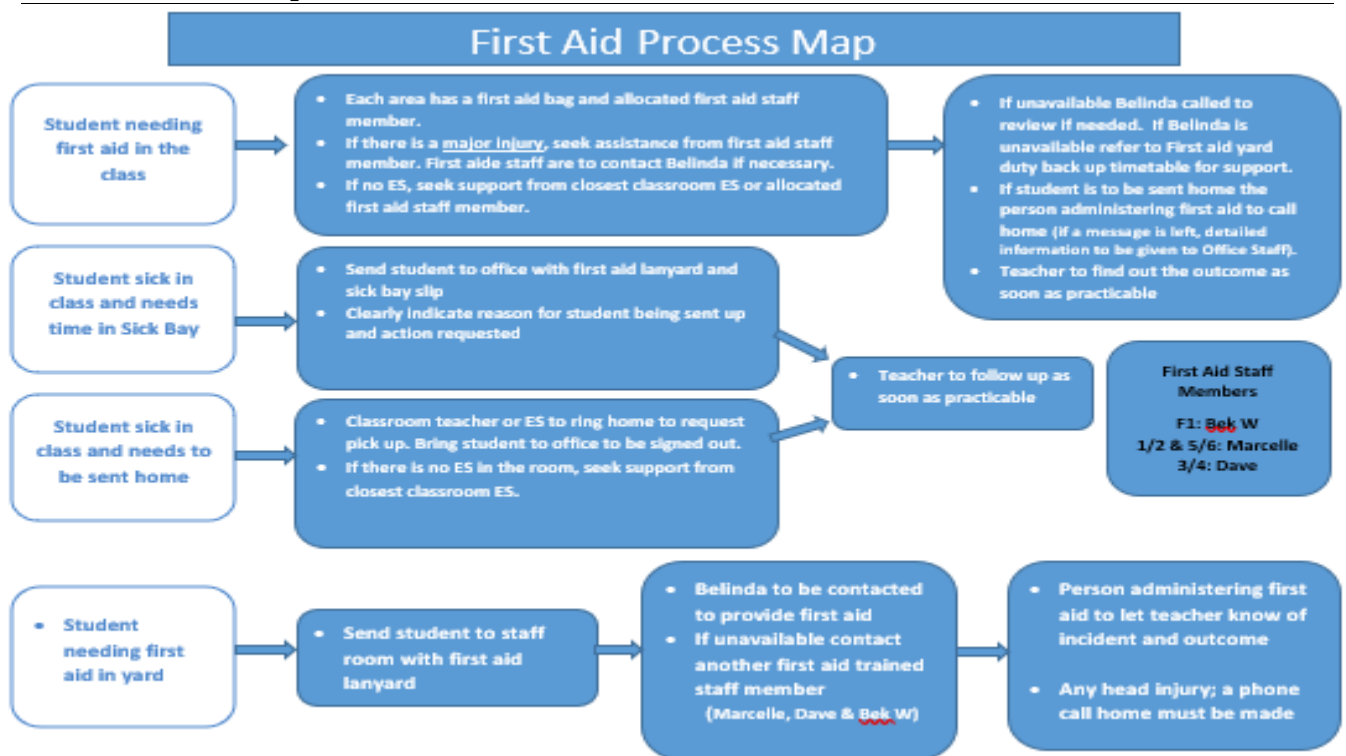 First Aid Process Map
Student needing
first aid in the
class
• Each area has a first aid bag and allocated first aid staff
member.
• If there is a major injury, seek assistance from first aid staff
member. First aide staff are to contact Belinda if necessary.
• If no ES, seek support from closest classroom ES or allocated
first aid staff member.
• If unavailable Belinda called to
review if needed. If Belinda is
unavailable refer to First aid yard
duty back up timetable for support.
• If student is to be sent home the
person administering first aid to call
home (if a message is left, detailed
information to be given to Office Staff).
• Teacher to find out the outcome as
soon as practicable
Student sick in
class and needs
time in Sick Bay
• Send student to office with first aid lanyard and
sick bay slip
• Clearly indicate reason for student being sent up
and action requested
Student sick in
class and needs to
be sent home
• Classroom teacher or ES to ring home to request
pick up. Bring student to office to be signed out.
• If there is no ES in the room, seek support from
closest classroom ES.
• Teacher to follow up as
soon as practicable
First Aid Staff
Members
F1: Bek W
1/2 & 5/6: Marcelle
3/4: Dave
• Student
needing first
aid in yard
• Send student to staff
room with first aid
lanyard
• Belinda to be contacted
to provide first aid
• If unavailable contact
another first aid trained
staff member
(Marcelle, Dave & Bek W)
• Person administering first
aid to let teacher know of
incident and outcome
• Any head injury; a phone
call home must be made